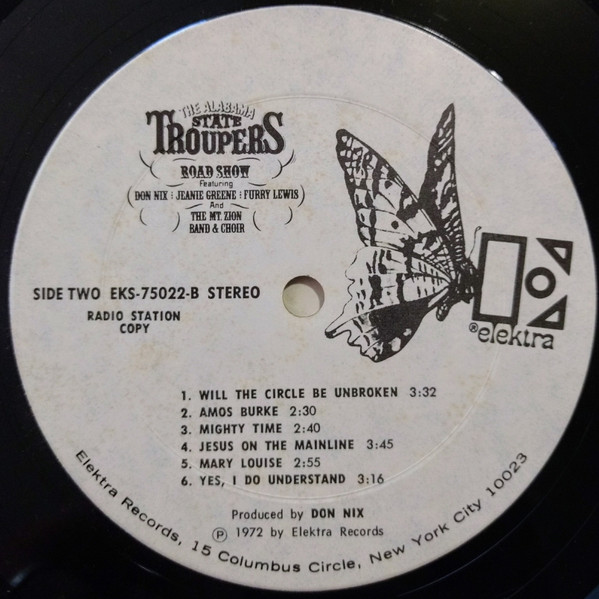 THE ALABAMA
STATE
TROUPERS
ROAD SHOW
Featuring
DON NIX : JEANIE GREENE : FURRY LEWIS
And
THE MT. ZION
BAND & CHOIR
SIDE TWO EKS-75022-B STEREO
RADIO STATION
COPY
®elektra
1. WILL THE CIRCLE BE UNBROKEN 3:32
2. AMOS BURKE 2:30
3. MIGHTY TIME 2:40
4. JESUS ON THE MAINLINE 3:45
5. MARY LOUISE 2:55
6. YES, I DO UNDERSTAND 3:16
Produced by DON NIX
℗ 1972 by Elektra Records
Elektra Records, 15 Columbus Circle, New York City 10023